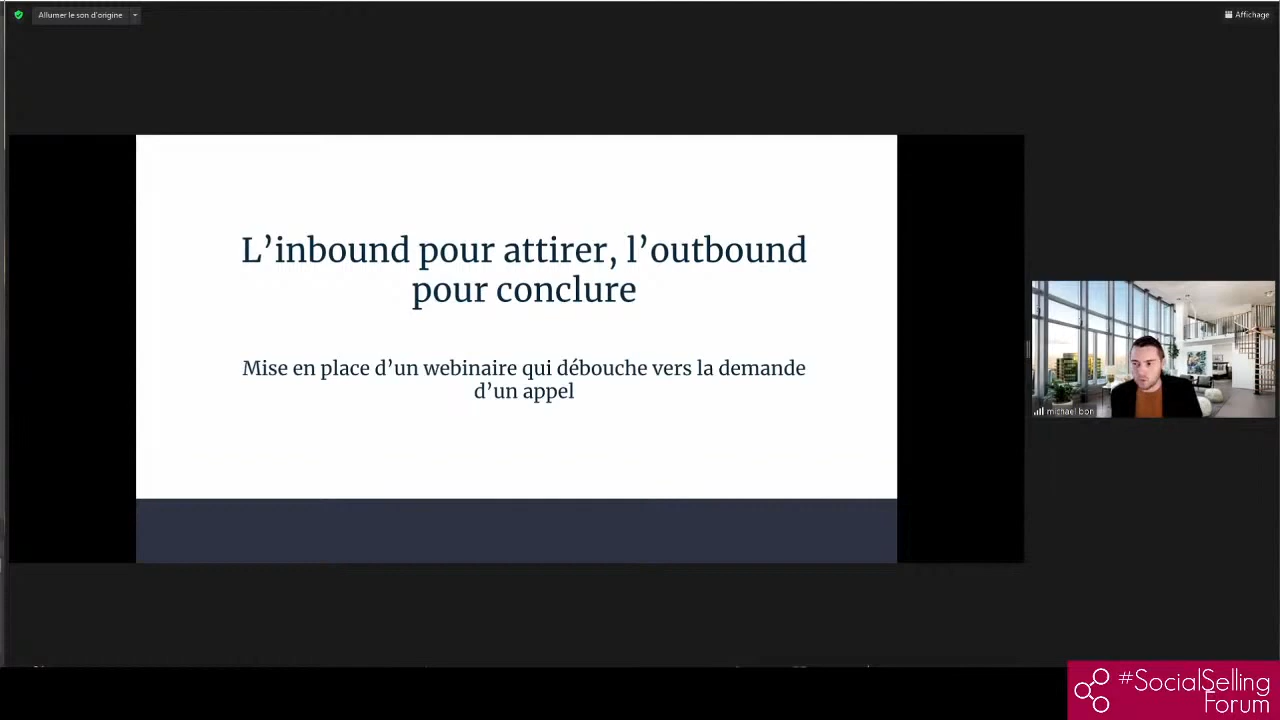 Allumer le son d'origine
Affichage
L’inbound pour attirer, l’outbound
pour conclure
Mise en place d’un webinaire qui débouche vers la demande
d’un appel
michael bon
#SocialSelling
Forum